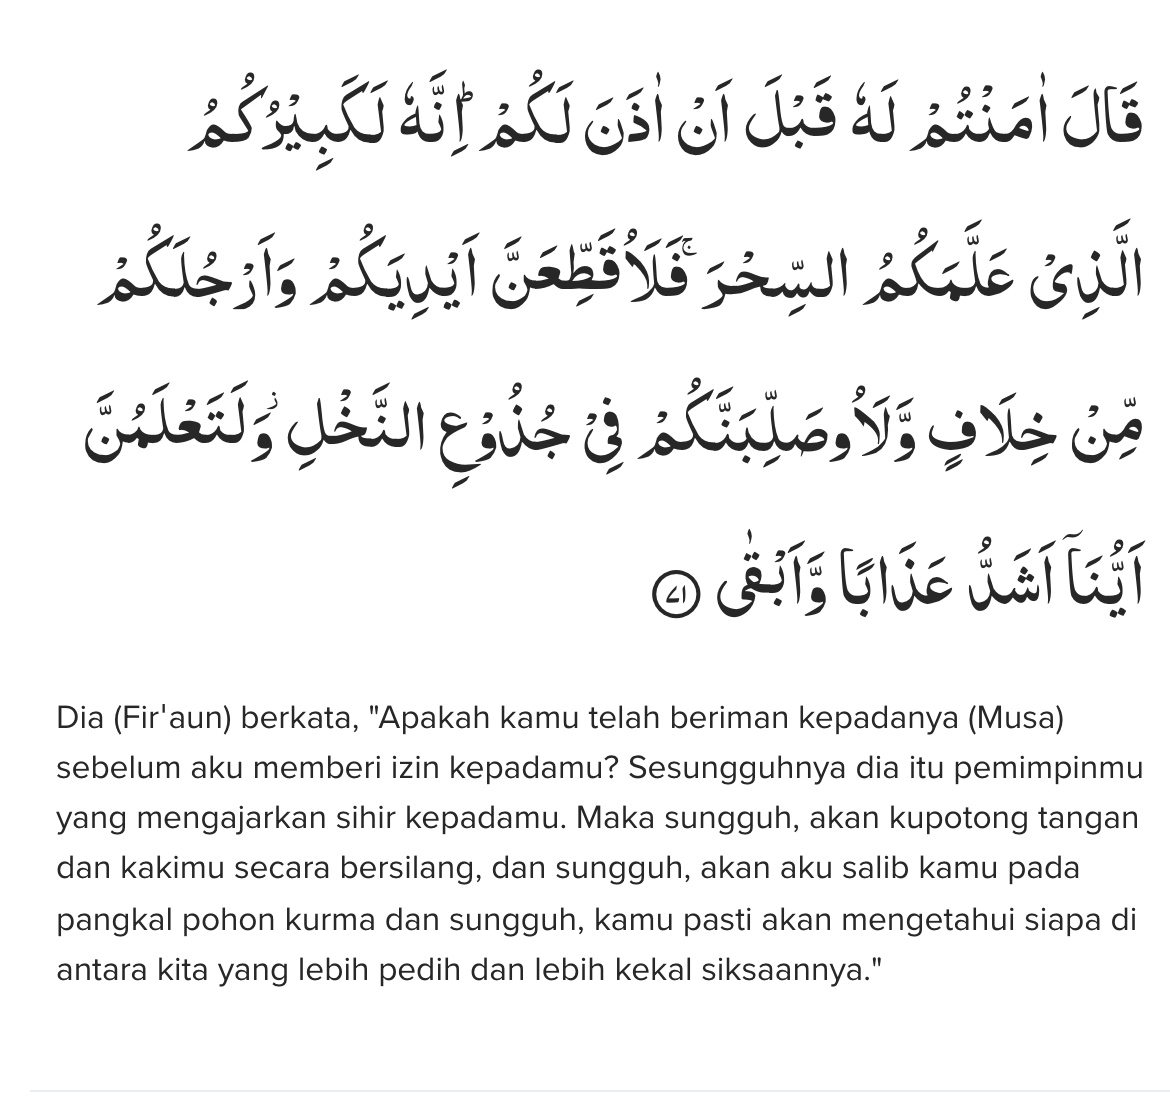 قَالَ اٰمَنْتُمْ لَهٗ قَبْلَ اَنْ اٰذَنَ لَكُمْۗ اِنَّهٗ لَكَبِيْرُكُمُ
الَّذِيْ عَلَّمَكُمُ السِّحْرَۚ فَلَاُقَطِّعَنَّ اَيْدِيَكُمْ وَاَرْجُلَكُمْ
مِّنْ خِلَافٍ وَّلَاُوصَلِّبَنَّكُمْ فِيْ جُذُوْعِ النَّخْلِۖ وَلَتَعْلَمُنَّ
اَيُّنَآ اَشَدُّ عَذَابًا وَّاَبْقٰى ٧١
Dia (Fir'aun) berkata, "Apakah kamu telah beriman kepadanya (Musa)
sebelum aku memberi izin kepadamu? Sesungguhnya dia itu pemimpinmu
yang mengajarkan sihir kepadamu. Maka sungguh, akan kupotong tangan
dan kakimu secara bersilang, dan sungguh, akan aku salib kamu pada
pangkal pohon kurma dan sungguh, kamu pasti akan mengetahui siapa di
antara kita yang lebih pedih dan lebih kekal siksaannya."